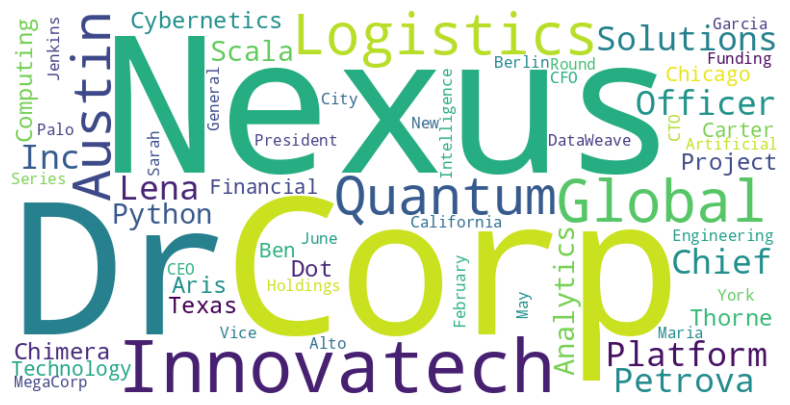 Cybernetics
Logistics
Solutions
Garcia
Funding
Computing
Jenkins
Austin
Scala
Nexus
Berlin
Round
CFO
Chicago
Officer
General
City
Intelligence
New
CTO
Carter
Artificial
Palo
Sarah
President
DataWeave
Project
Inc
Series
Lena
Financial
Quantum
Global
Python
California
Dr
Corp
Engineering
Chief
Ben
June
Dot
CEO
Aris
Holdings
Texas
February
May
Analytics
York
Thorne
Vice
Alto
Maria
Chimera
Technology
MegaCorp
Innovatech
Platform
Petrova